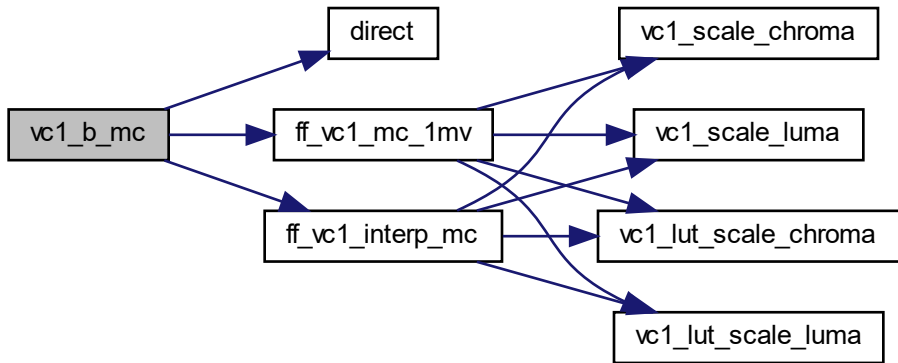 vc1_b_mc
direct
ff_vc1_mc_1mv
ff_vc1_interp_mc
vc1_scale_chroma
vc1_scale_luma
vc1_lut_scale_chroma
vc1_lut_scale_luma